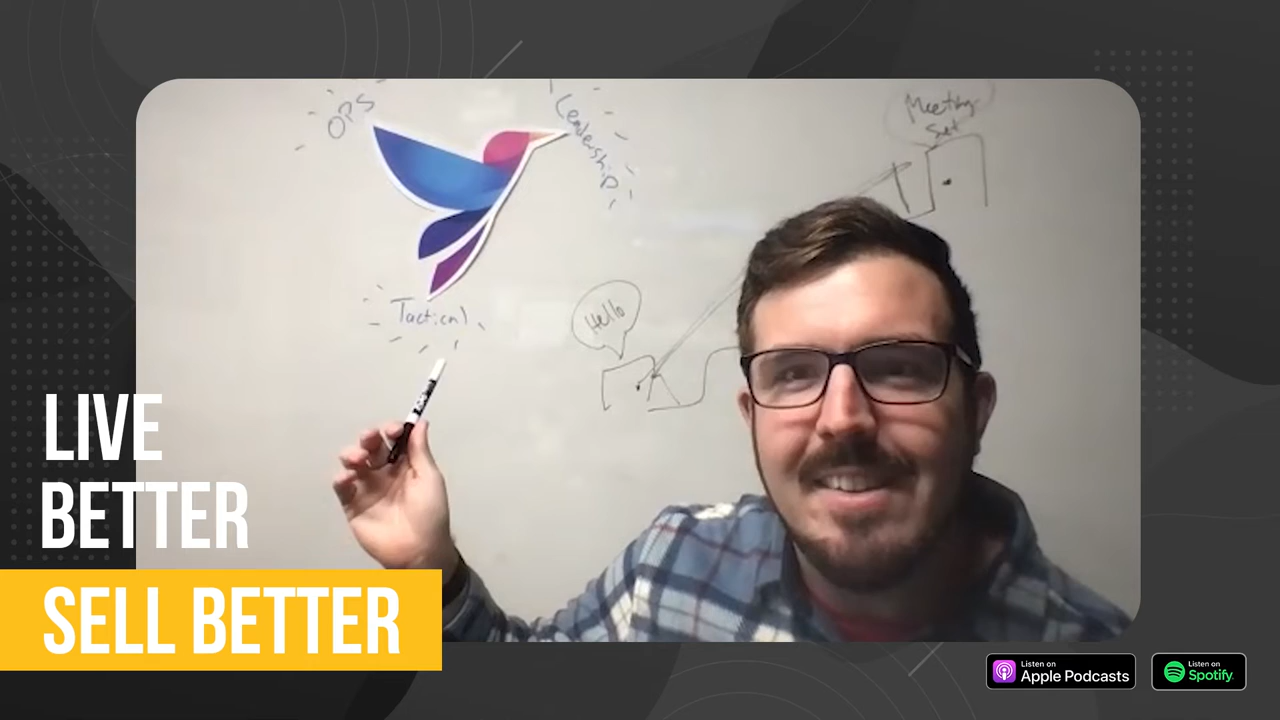 OPS
Leadership
Meeting
Set
Hello
Tactical
LIVE
BETTER
SELL BETTER
Listen on
Apple Podcasts
Listen on
Spotify